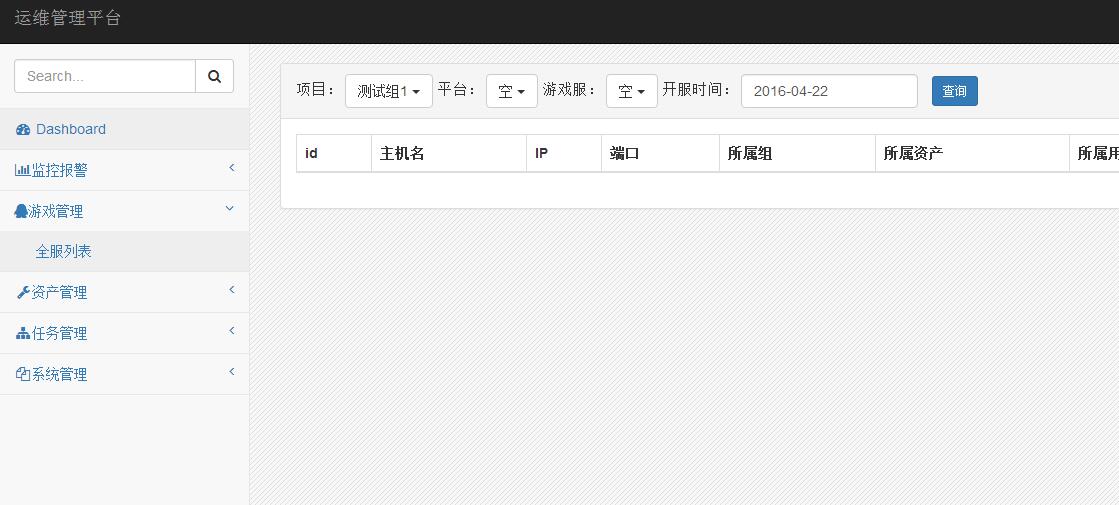 运维管理平台
Search...
Dashboard
监控报警
游戏管理
全服列表
资产管理
任务管理
系统管理
项目： 测试组1 平台： 空 游戏服： 空 开服时间： 2016-04-22 查询
id 主机名 IP 端口 所属组 所属资产 所属用